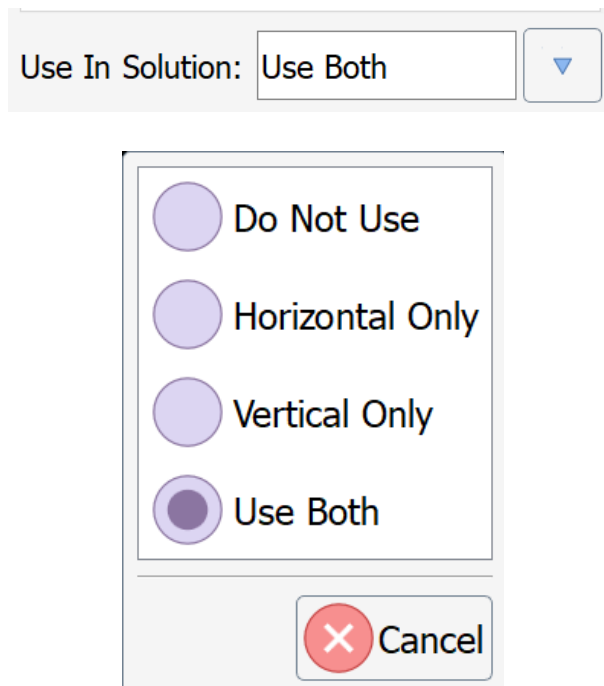 Use In Solution: Use Both
Do Not Use
Horizontal Only
Vertical Only
Use Both
Cancel